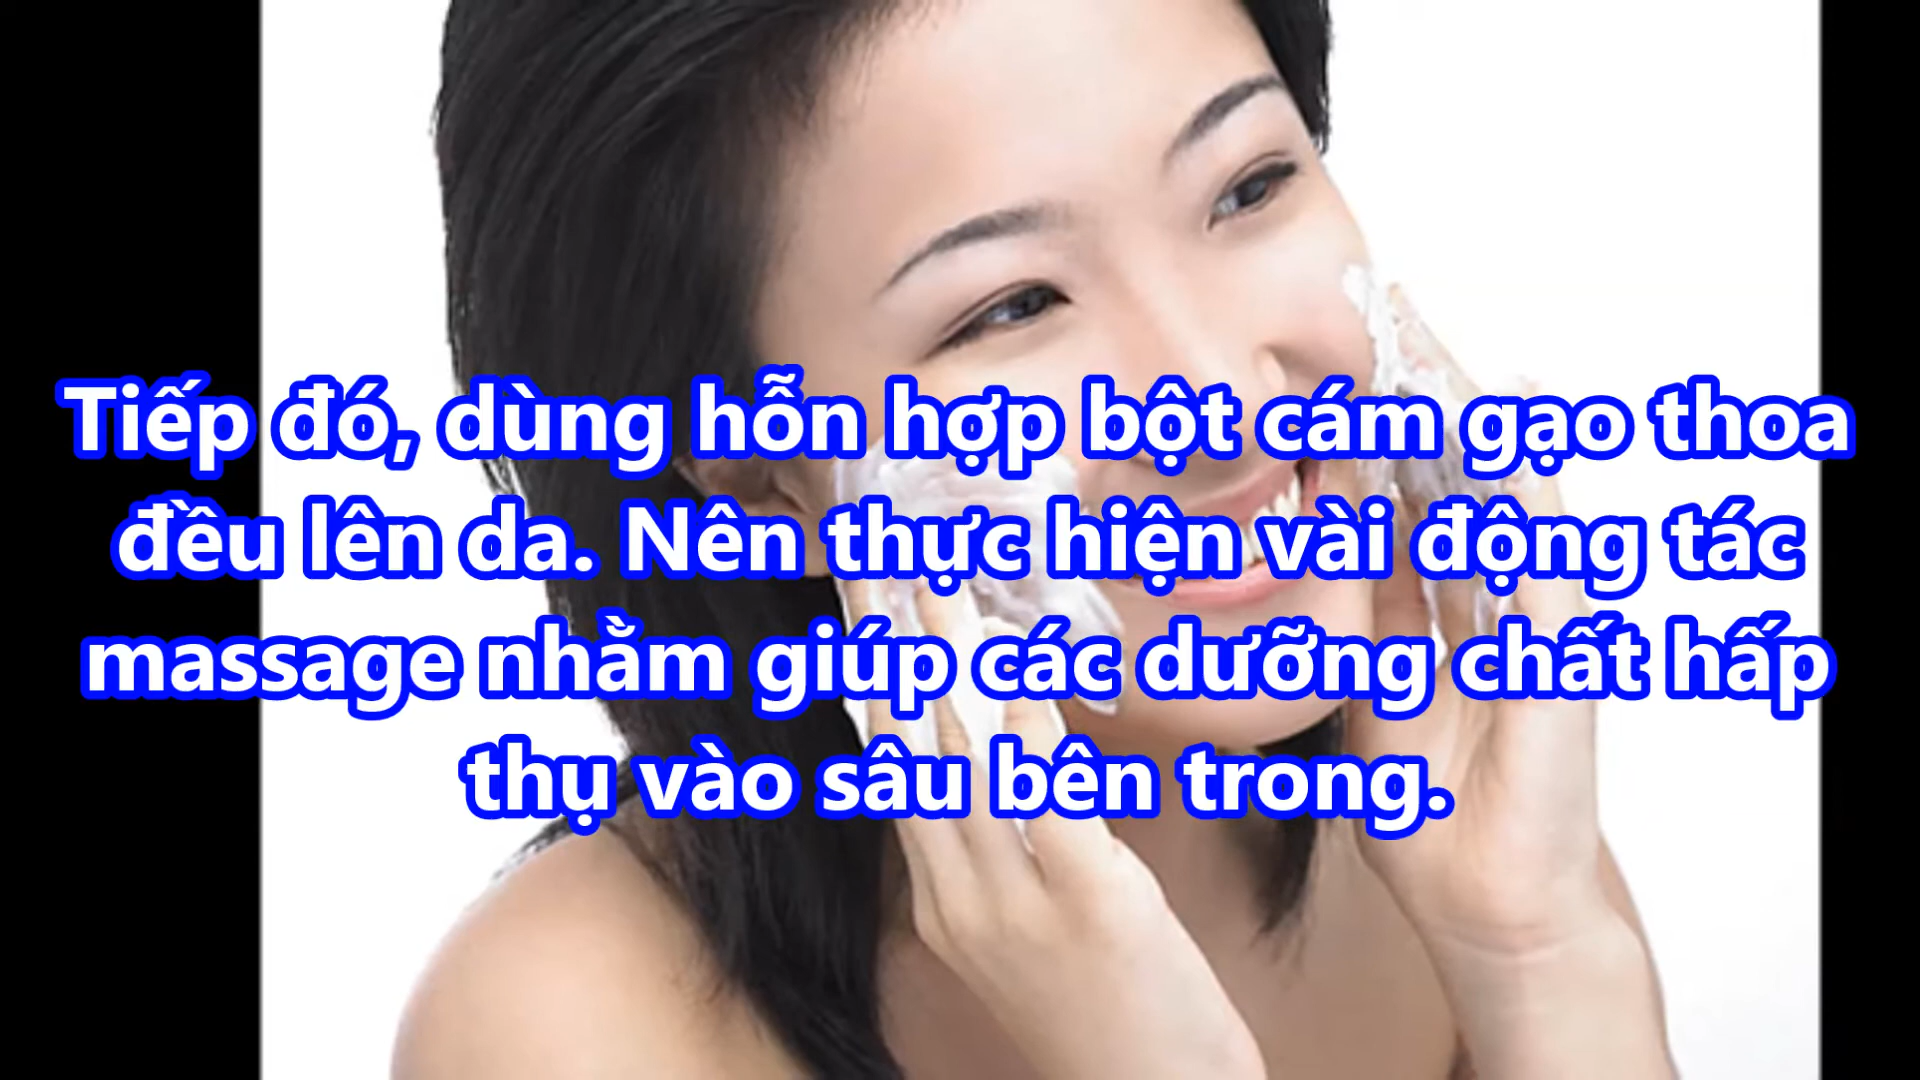 Tiếp đó, dùng hỗn hợp bột cám gạo thoa
đều lên da. Nên thực hiện vài động tác
massage nhằm giúp các dưỡng chất hấp
thụ vào sâu bên trong.